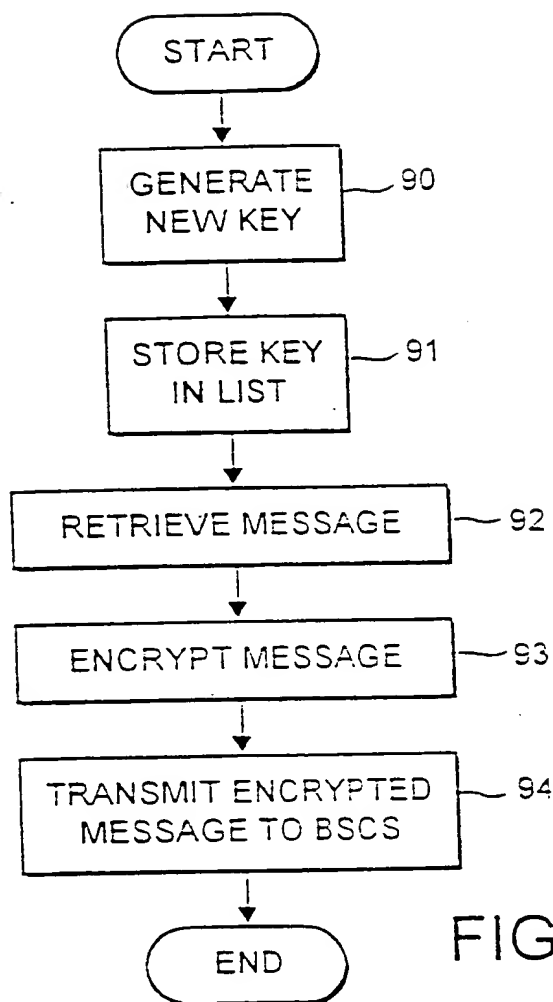 START
GENERATE
NEW KEY
90
STORE KEY
IN LIST
91
RETRIEVE MESSAGE
92
ENCRYPT MESSAGE
93
TRANSMIT ENCRYPTED
MESSAGE TO BSCS
94
END
FIG